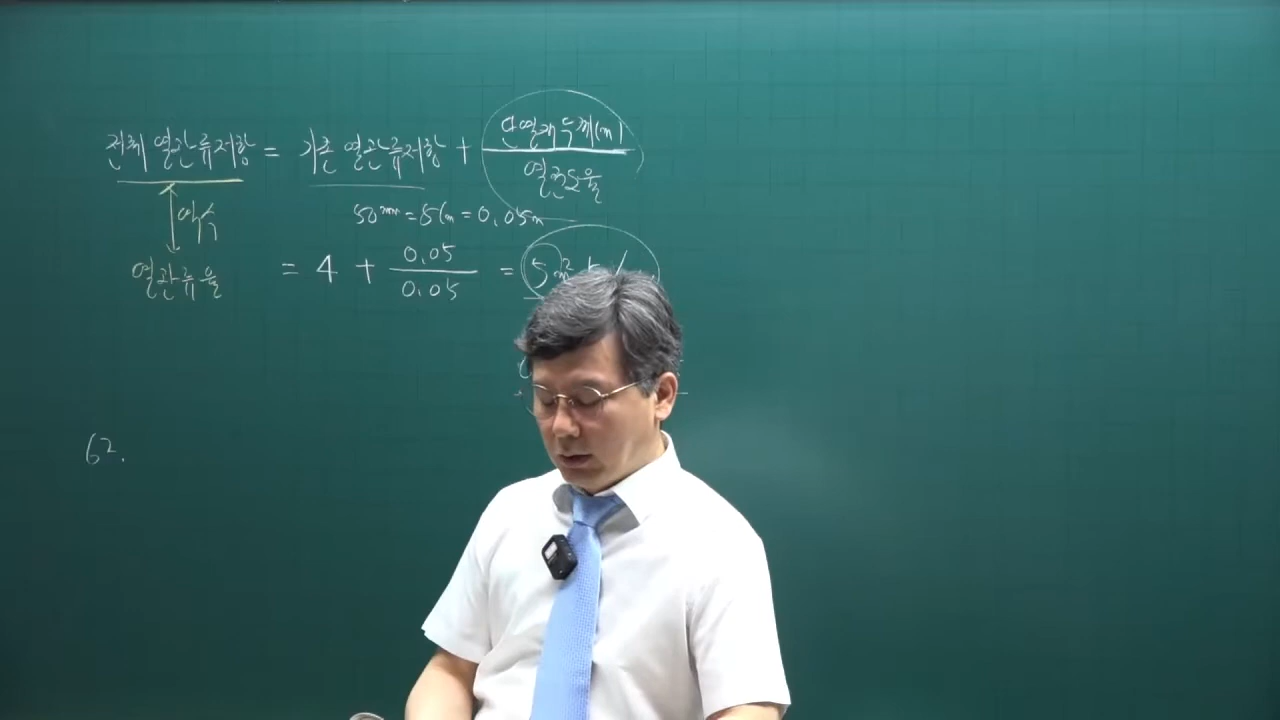 전체 열관류저항 = 기존 열관류저항 + 단열재두께(m) / 열전도율
50mm = 5cm = 0.05m
역수
열관류율 = 4 + 0.05 / 0.05 = 5 m²
62.